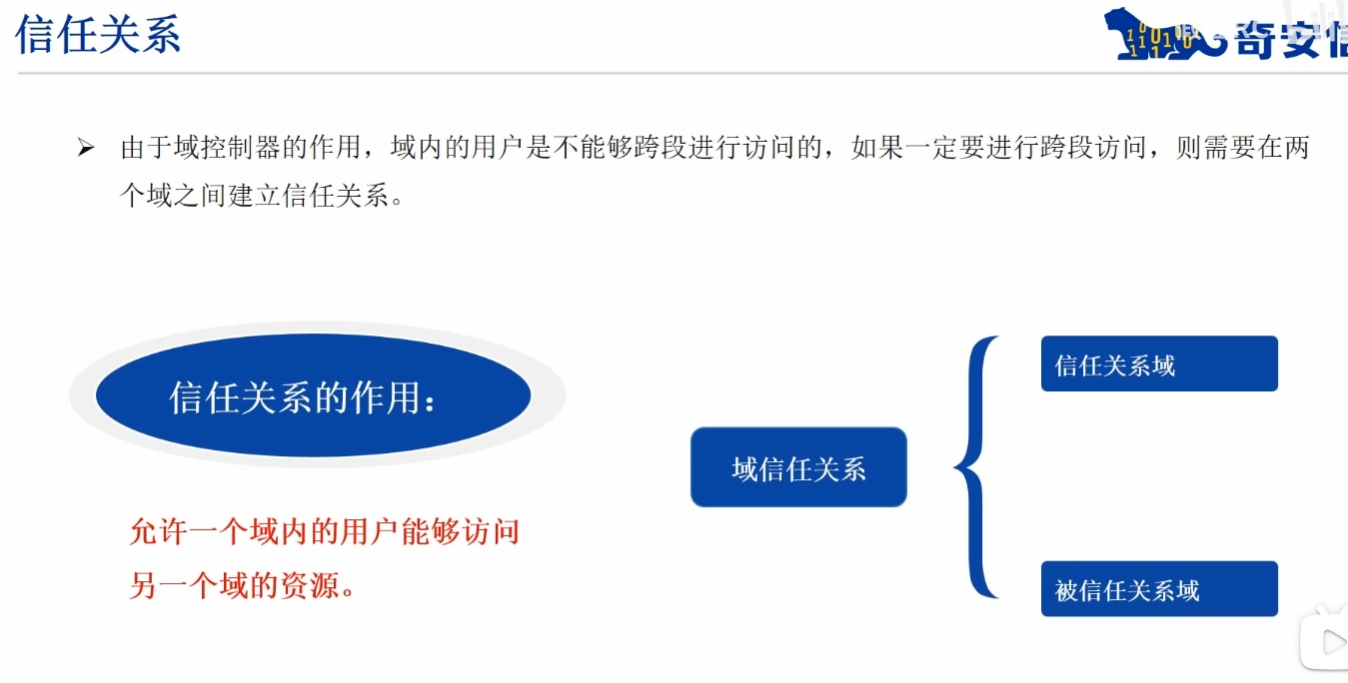 信任关系
奇安信
➢ 由于域控制器的作用，域内的用户是不能够跨段进行访问的，如果一定要进行跨段访问，则需要在两
个域之间建立信任关系。
信任关系的作用：
允许一个域内的用户能够访问
另一个域的资源。
域信任关系
信任关系域
被信任关系域